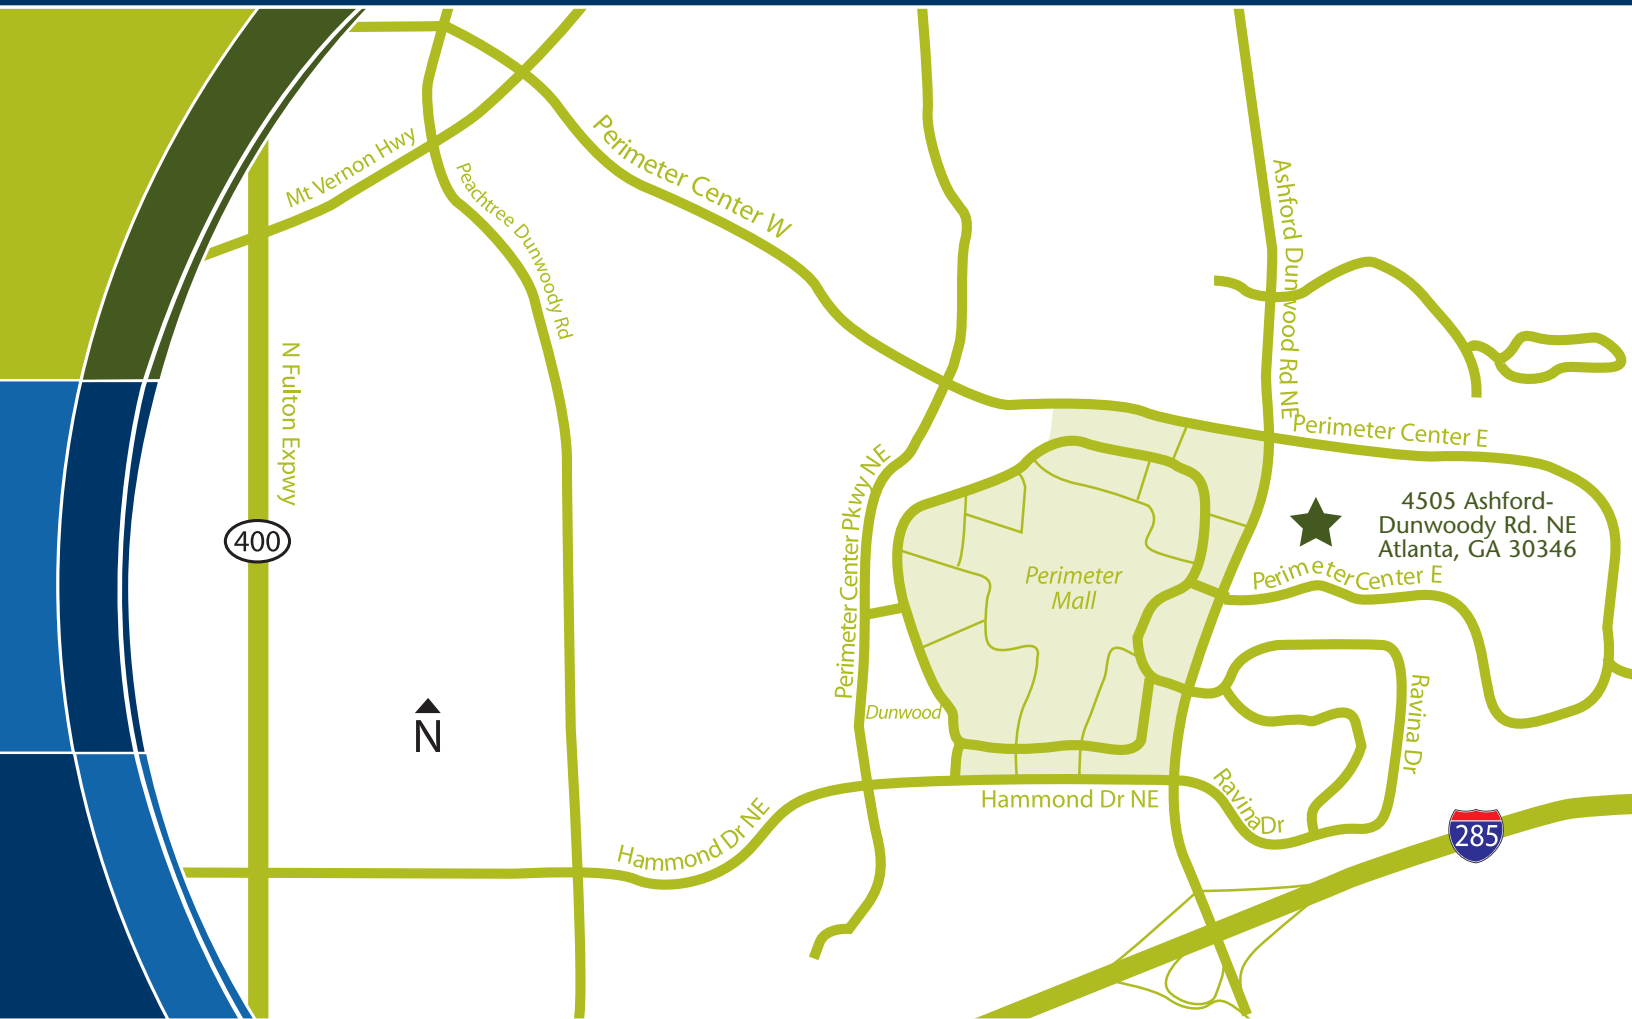 Mt Vernon Hwy
Peachtree Dunwoody Rd
Perimeter Center W
Ashford Dunwood Rd NE
N Fulton Expwy
400
Perimeter Center Pkwy NE
Perimeter Center E
4505 Ashford-
Dunwoody Rd. NE
Atlanta, GA 30346
Perimeter Center E
Perimeter
Mall
N
Dunwood
Ravina Dr
Hammond Dr NE
Ravina Dr
Hammond Dr NE
285